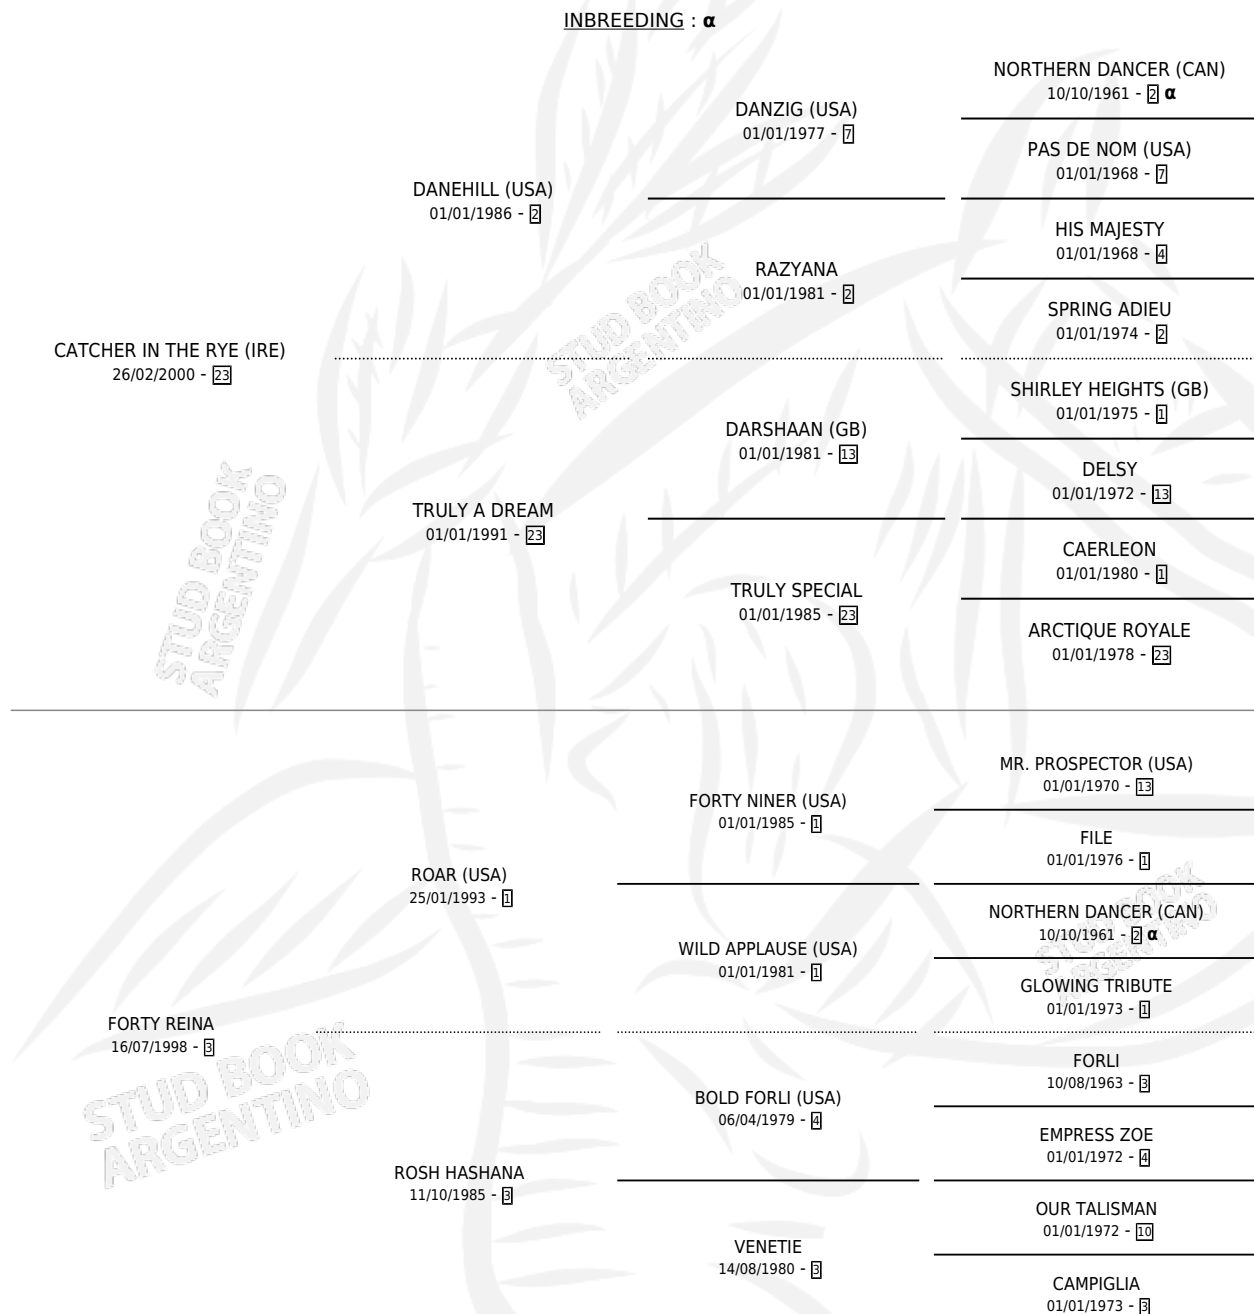 INBREEDING : α
NORTHERN DANCER (CAN)
10/10/1961 - 2 α
DANZIG (USA)
01/01/1977 - 7
PAS DE NOM (USA)
01/01/1968 - 7
DANEHILL (USA)
01/01/1986 - 2
HIS MAJESTY
01/01/1968 - 4
RAZYANA
01/01/1981 - 2
SPRING ADIEU
01/01/1974 - 2
CATCHER IN THE RYE (IRE)
26/02/2000 - 23
SHIRLEY HEIGHTS (GB)
01/01/1975 - 1
DARSHAAN (GB)
01/01/1981 - 13
DELSY
01/01/1972 - 13
TRULY A DREAM
01/01/1991 - 23
CAERLEON
01/01/1980 - 1
TRULY SPECIAL
01/01/1985 - 23
ARCTIQUE ROYALE
01/01/1978 - 23
MR. PROSPECTOR (USA)
01/01/1970 - 13
FORTY NINER (USA)
01/01/1985 - 1
FILE
01/01/1976 - 1
ROAR (USA)
25/01/1993 - 1
NORTHERN DANCER (CAN)
10/10/1961 - 2 α
WILD APPLAUSE (USA)
01/01/1981 - 1
GLOWING TRIBUTE
01/01/1973 - 1
FORTY REINA
16/07/1998 - 3
FORLI
10/08/1963 - 3
BOLD FORLI (USA)
06/04/1979 - 4
EMPRESS ZOE
01/01/1972 - 4
ROSH HASHANA
11/10/1985 - 3
OUR TALISMAN
01/01/1972 - 10
VENETIE
14/08/1980 - 3
CAMPIGLIA
01/01/1973 - 3
STUD BOOK
ARGENTINO
STUD BOOK
ARGENTINO
STUD BOOK
ARGENTINO
STUD BOOK
ARGENTINO